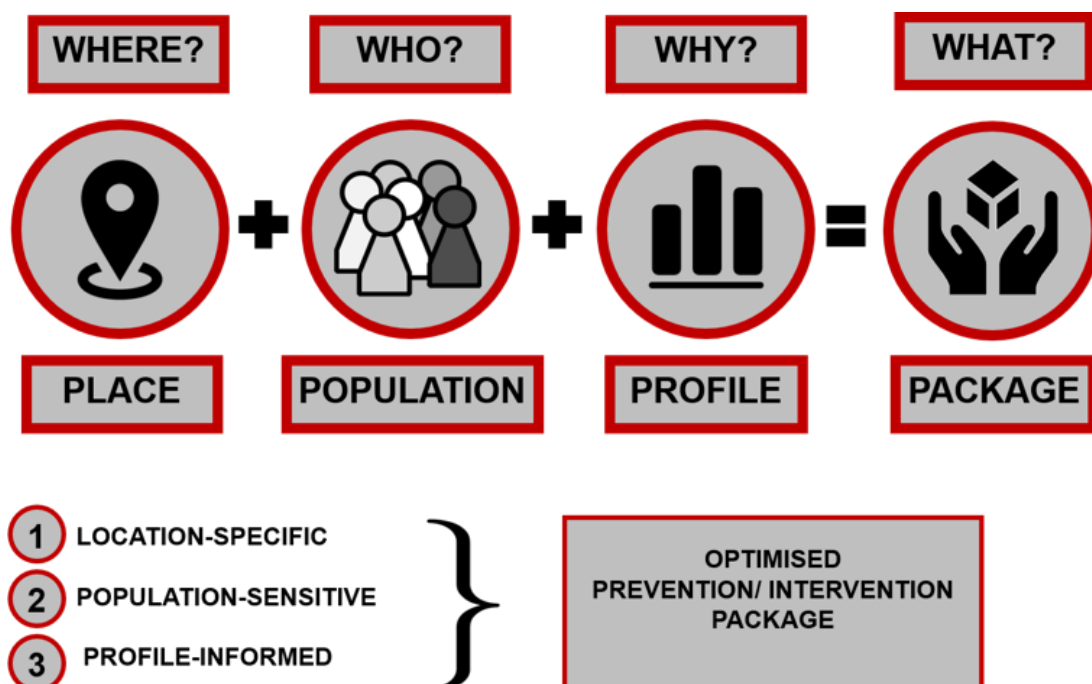 WHERE?
WHO?
WHY?
WHAT?
+
+
=
PLACE
POPULATION
PROFILE
PACKAGE
1 LOCATION-SPECIFIC
2 POPULATION-SENSITIVE
3 PROFILE-INFORMED
}
OPTIMISED
PREVENTION/ INTERVENTION
PACKAGE